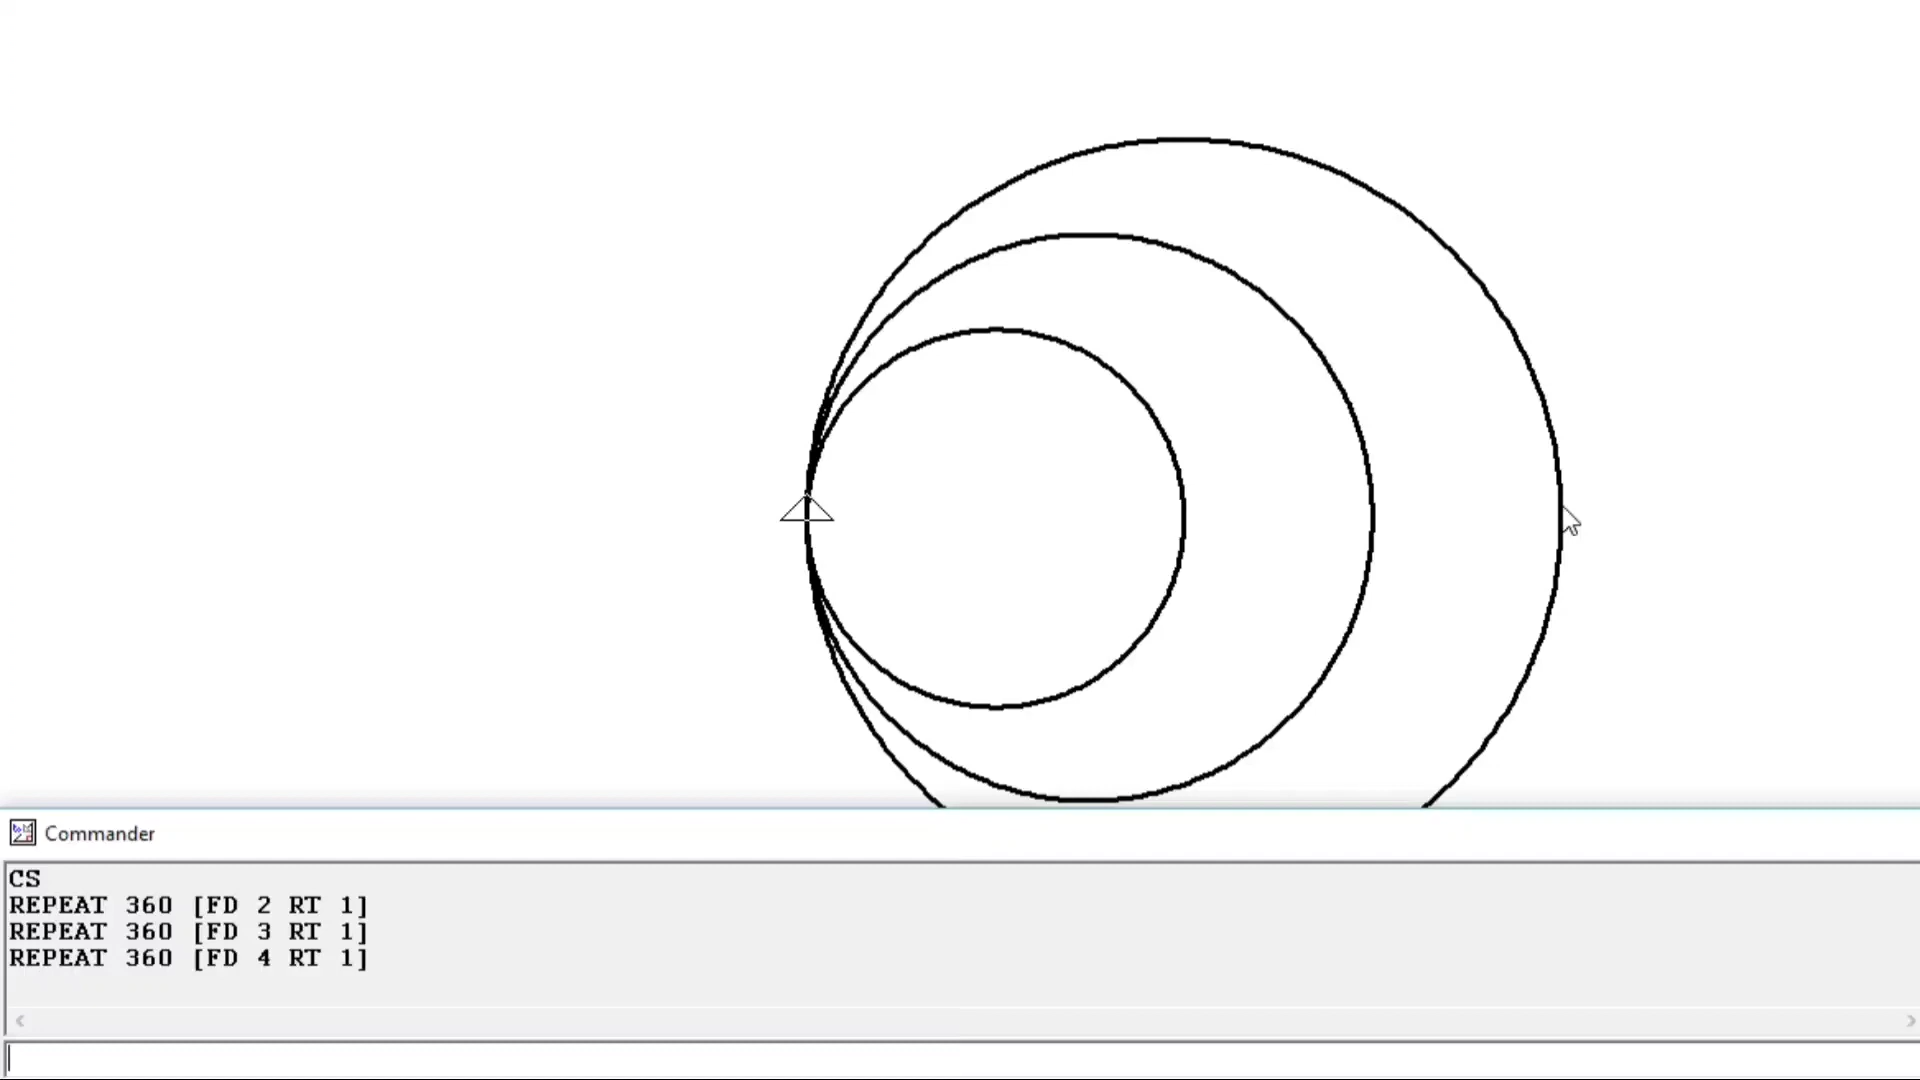 Commander
CS
REPEAT 360 [FD 2 RT 1]
REPEAT 360 [FD 3 RT 1]
REPEAT 360 [FD 4 RT 1]